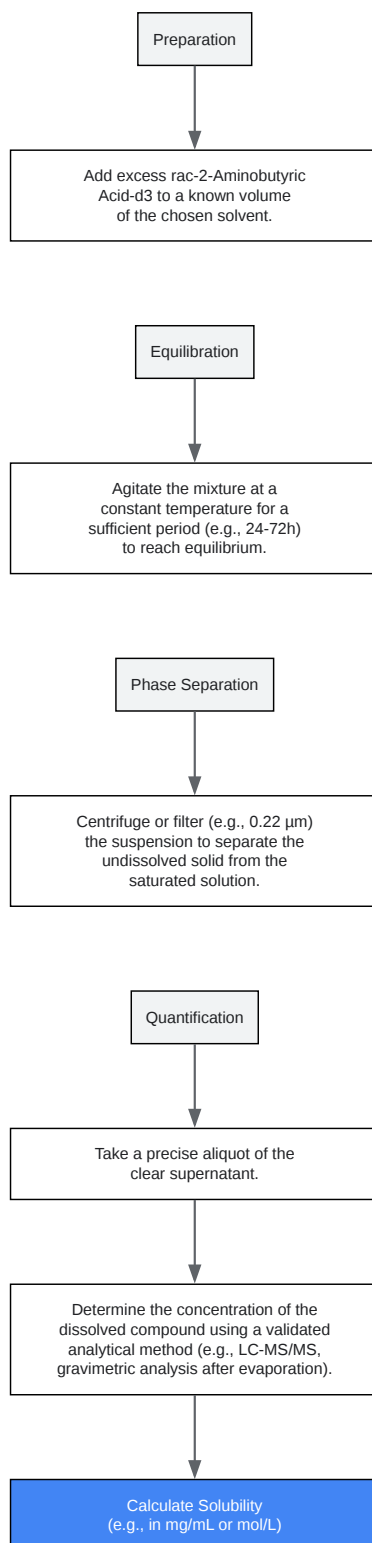 Preparation
Add excess rac-2-Aminobutyric
Acid-d3 to a known volume
of the chosen solvent.
Equilibration
Agitate the mixture at a
constant temperature for a
sufficient period (e.g., 24-72h)
to reach equilibrium.
Phase Separation
Centrifuge or filter (e.g., 0.22 µm)
the suspension to separate the
undissolved solid from the
saturated solution.
Quantification
Take a precise aliquot of the
clear supernatant.
Determine the concentration of the
dissolved compound using a validated
analytical method (e.g., LC-MS/MS,
gravimetric analysis after evaporation).
Calculate Solubility
(e.g., in mg/mL or mol/L)